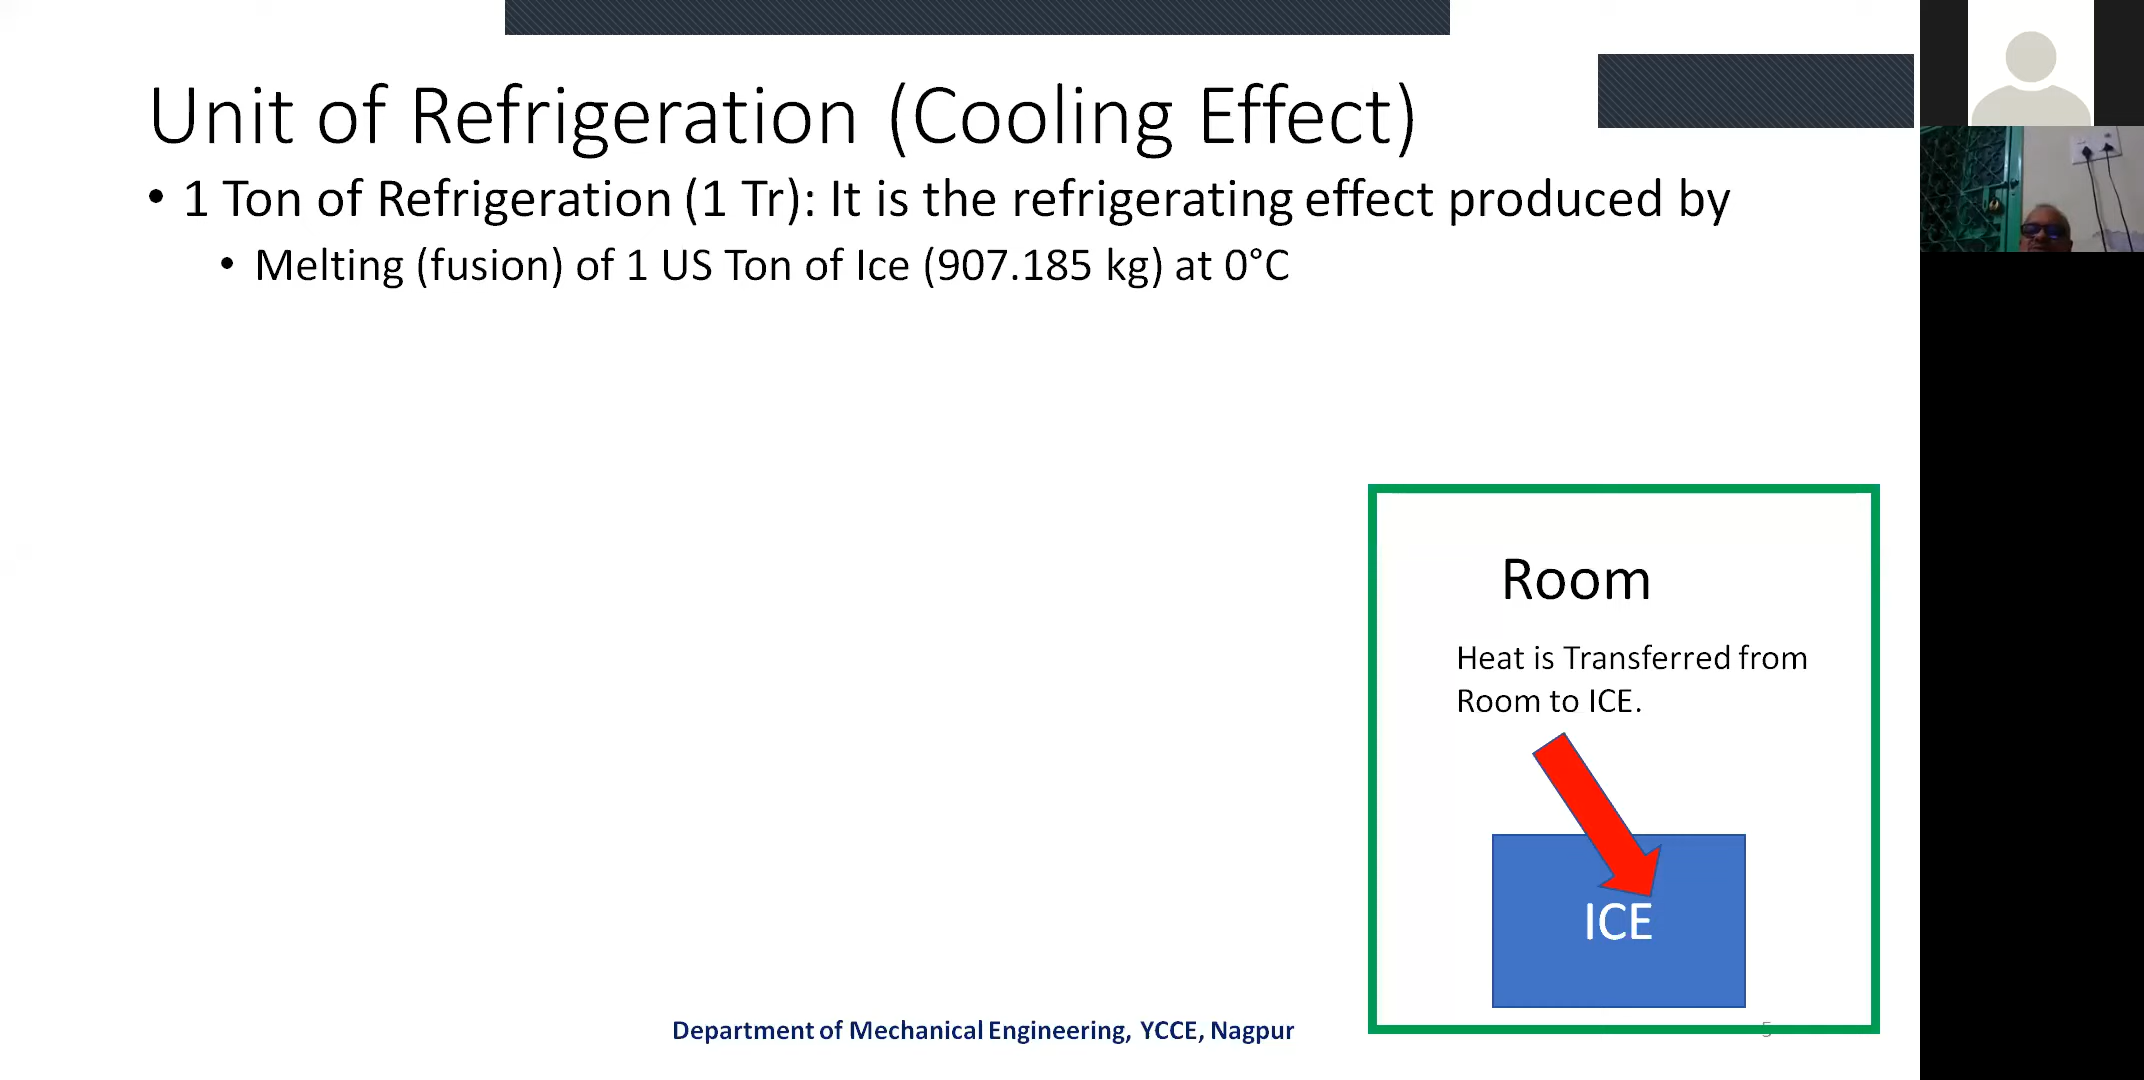 Unit of Refrigeration (Cooling Effect)
• 1 Ton of Refrigeration (1 Tr): It is the refrigerating effect produced by
• Melting (fusion) of 1 US Ton of Ice (907.185 kg) at 0°C
Room
Heat is Transferred from
Room to ICE.
ICE
Department of Mechanical Engineering, YCCE, Nagpur
5